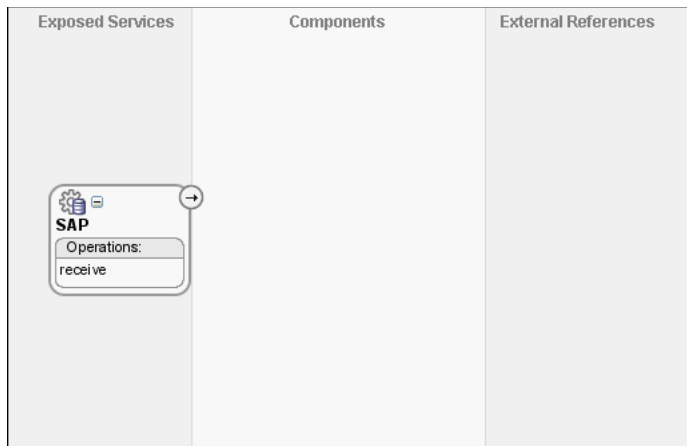 Exposed Services
Components
External References
SAP
Operations:
receive